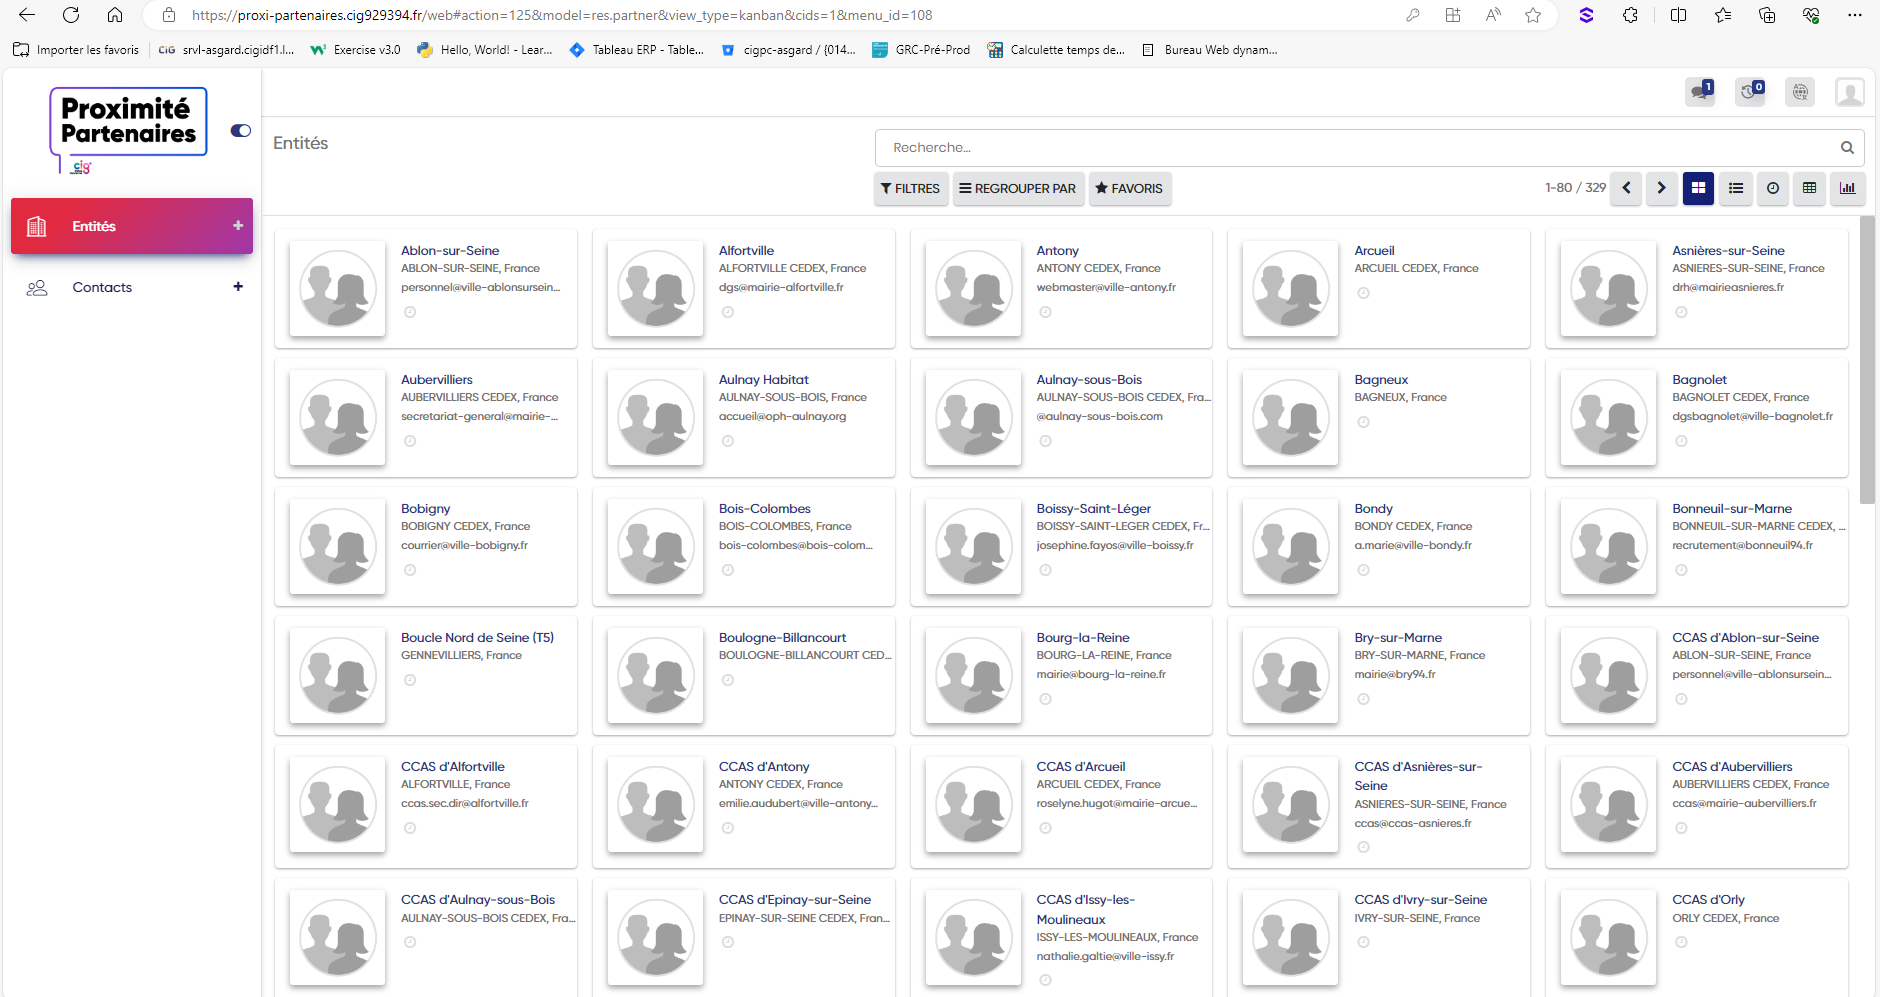 https://proxi-partenaires.cig929394.fr/web#action=125&model=res.partner&view_type=kanban&cids=1&menu_id=108
Importer les favoris
CIG srvl-asgard.cigidf1.l...
Exercise v3.0
Hello, World! - Lear...
Tableau ERP - Table...
cigpc-asgard / {014...
GRC-Pré-Prod
Calculette temps de...
Bureau Web dynam...
Proximité
Partenaires
cig
1
0
Entités
Recherche...
FILTRES
REGROUPER PAR
FAVORIS
1-80 / 329
Entités +
Contacts +
Ablon-sur-Seine
ABLON-SUR-SEINE, France
personnel@ville-ablonsursein...
Alfortville
ALFORTVILLE CEDEX, France
dgs@mairie-alfortville.fr
Antony
ANTONY CEDEX, France
webmaster@ville-antony.fr
Arcueil
ARCUEIL CEDEX, France
Asnières-sur-Seine
ASNIERES-SUR-SEINE, France
drh@mairieasnieres.fr
Aubervilliers
AUBERVILLIERS CEDEX, France
secretariat-general@mairie-...
Aulnay Habitat
AULNAY-SOUS-BOIS, France
accueil@oph-aulnay.org
Aulnay-sous-Bois
AULNAY-SOUS-BOIS CEDEX, Fra...
@aulnay-sous-bois.com
Bagneux
BAGNEUX, France
Bagnolet
BAGNOLET CEDEX, France
dgsbagnolet@ville-bagnolet.fr
Bobigny
BOBIGNY CEDEX, France
courrier@ville-bobigny.fr
Bois-Colombes
BOIS-COLOMBES, France
bois-colombes@bois-colom...
Boissy-Saint-Léger
BOISSY-SAINT-LEGER CEDEX, Fr...
josephine.fayos@ville-boissy.fr
Bondy
BONDY CEDEX, France
a.marie@ville-bondy.fr
Bonneuil-sur-Marne
BONNEUIL-SUR-MARNE CEDEX, ...
recrutement@bonneuil94.fr
Boucle Nord de Seine (T5)
GENNEVILLIERS, France
Boulogne-Billancourt
BOULOGNE-BILLANCOURT CED...
Bourg-la-Reine
BOURG-LA-REINE, France
mairie@bourg-la-reine.fr
Bry-sur-Marne
BRY-SUR-MARNE, France
mairie@bry94.fr
CCAS d'Ablon-sur-Seine
ABLON-SUR-SEINE, France
personnel@ville-ablonsursein...
CCAS d'Alfortville
ALFORTVILLE, France
ccas.sec.dir@alfortville.fr
CCAS d'Antony
ANTONY CEDEX, France
emilie.audubert@ville-antony...
CCAS d'Arcueil
ARCUEIL CEDEX, France
roselyne.hugot@mairie-arcue...
CCAS d'Asnières-sur-
Seine
ASNIERES-SUR-SEINE, France
ccas@ccas-asnieres.fr
CCAS d'Aubervilliers
AUBERVILLIERS CEDEX, France
ccas@mairie-aubervilliers.fr
CCAS d'Aulnay-sous-Bois
AULNAY-SOUS-BOIS CEDEX, Fra...
CCAS d'Epinay-sur-Seine
EPINAY-SUR-SEINE CEDEX, Fran...
CCAS d'Issy-les-
Moulineaux
ISSY-LES-MOULINEAUX, France
nathalie.galtie@ville-issy.fr
CCAS d'Ivry-sur-Seine
IVRY-SUR-SEINE, France
CCAS d'Orly
ORLY CEDEX, France